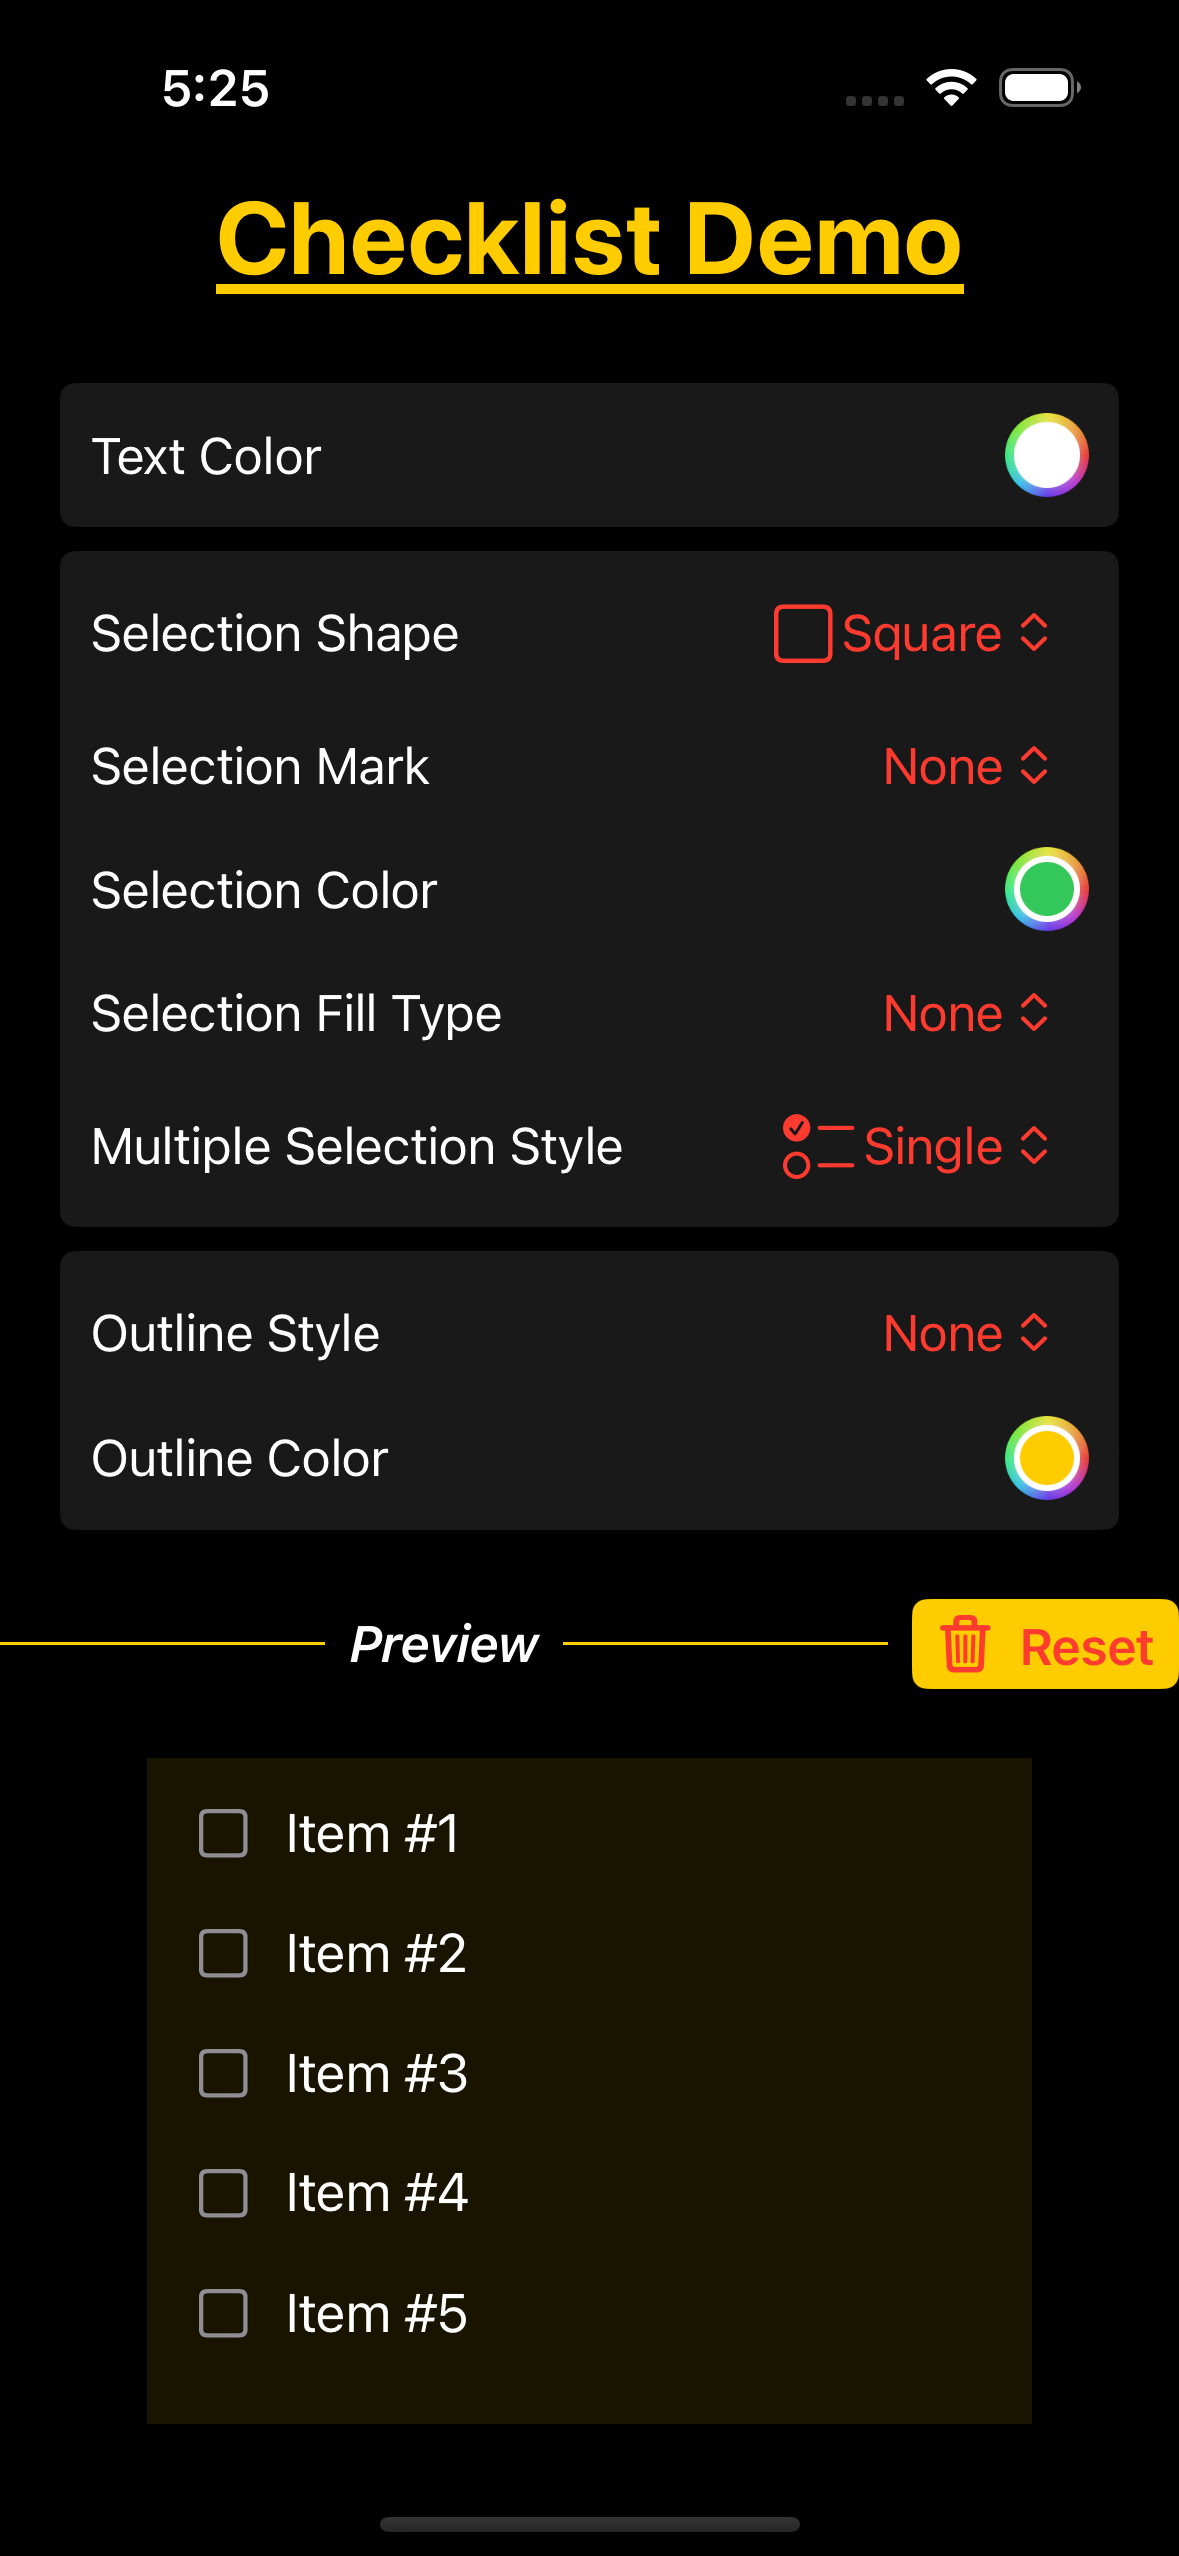 5:25
Checklist Demo
Text Color
Selection Shape Square
Selection Mark None
Selection Color
Selection Fill Type None
Multiple Selection Style Single
Outline Style None
Outline Color
Preview Reset
Item #1
Item #2
Item #3
Item #4
Item #5